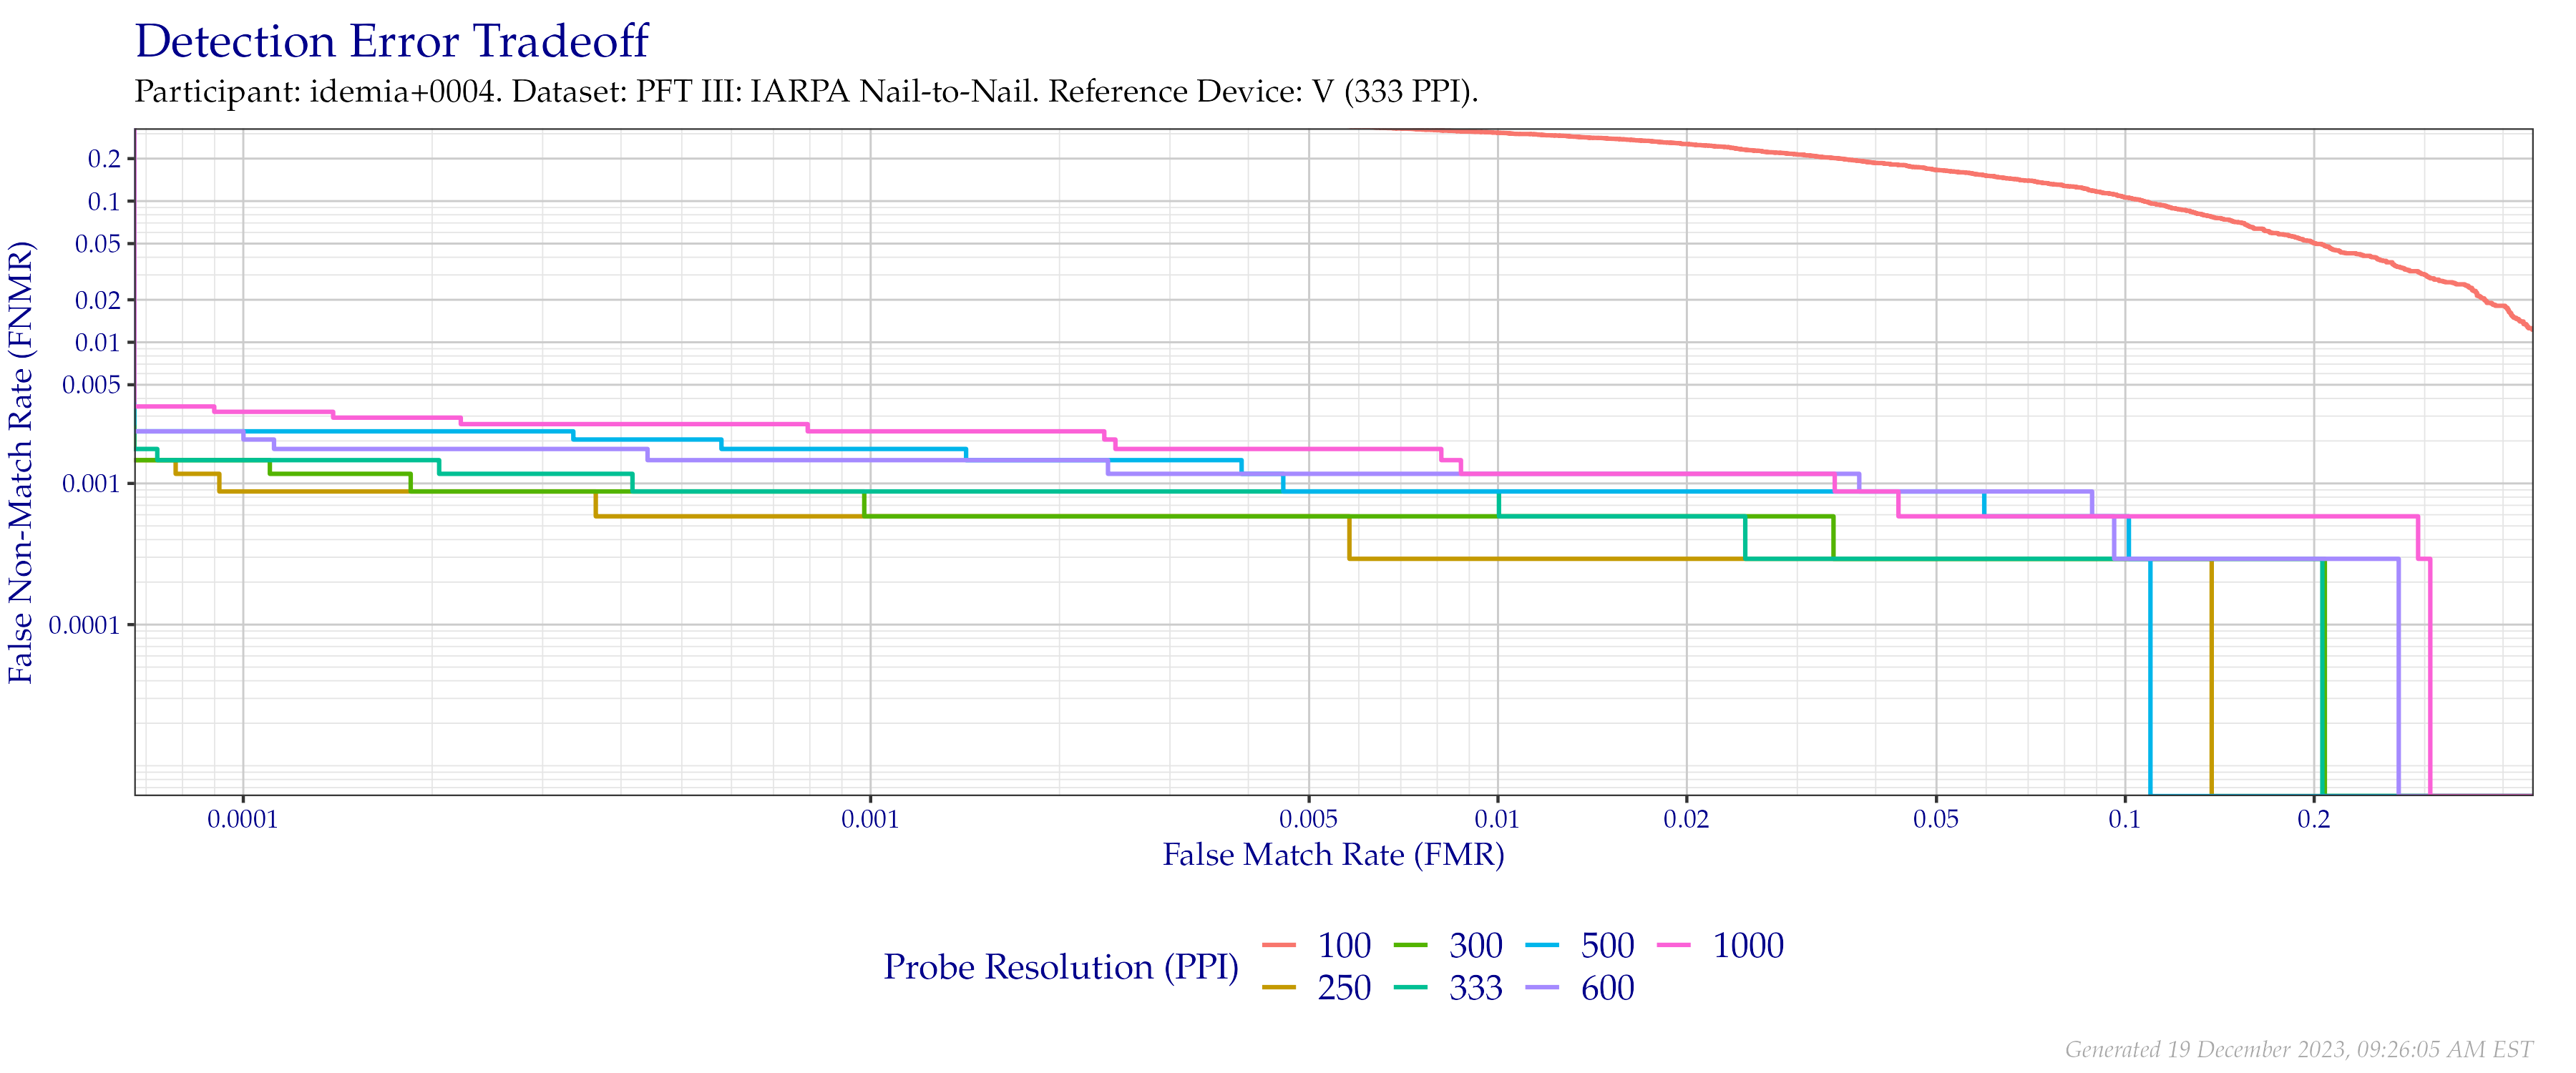 Detection Error Tradeoff
Participant: idemia+0004. Dataset: PFT III: IARPA Nail-to-Nail. Reference Device: V (333 PPI).
False Non-Match Rate (FNMR)
0.2
0.1
0.05
0.02
0.01
0.005
0.001
0.0001
0.0001 0.001 0.005 0.01 0.02 0.05 0.1 0.2
False Match Rate (FMR)
Probe Resolution (PPI)
100 300 500 1000
250 333 600
Generated 19 December 2023, 09:26:05 AM EST